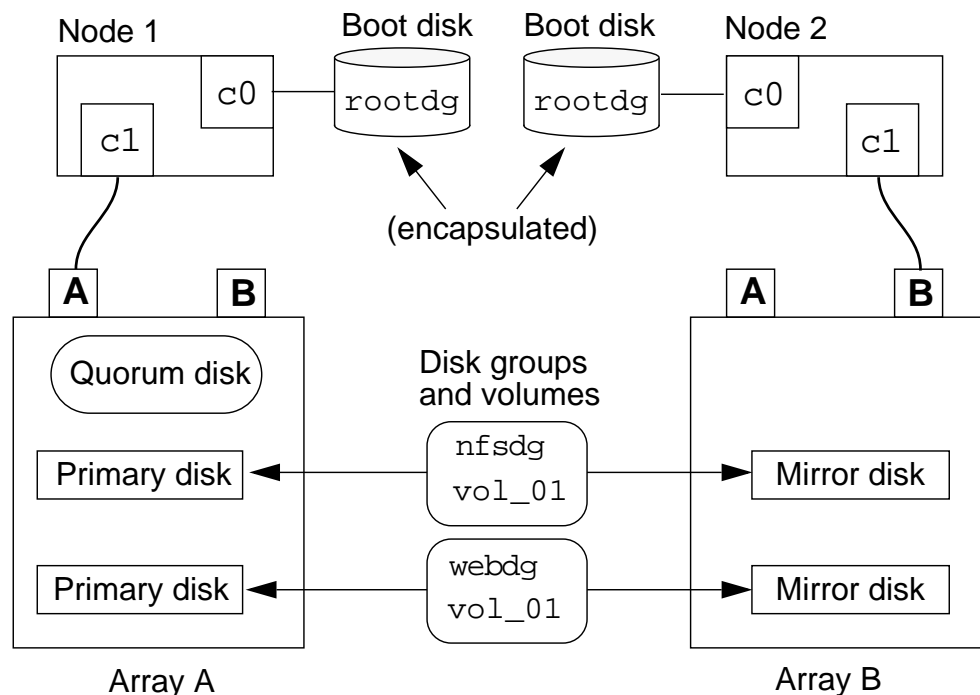 Node 1
Boot disk
Boot disk
Node 2
c0
rootdg
rootdg
c0
c1
c1
(encapsulated)
A
B
A
B
Quorum disk
Disk groups
and volumes
Primary disk
nfsdg
vol_01
Mirror disk
Primary disk
webdg
vol_01
Mirror disk
Array A
Array B